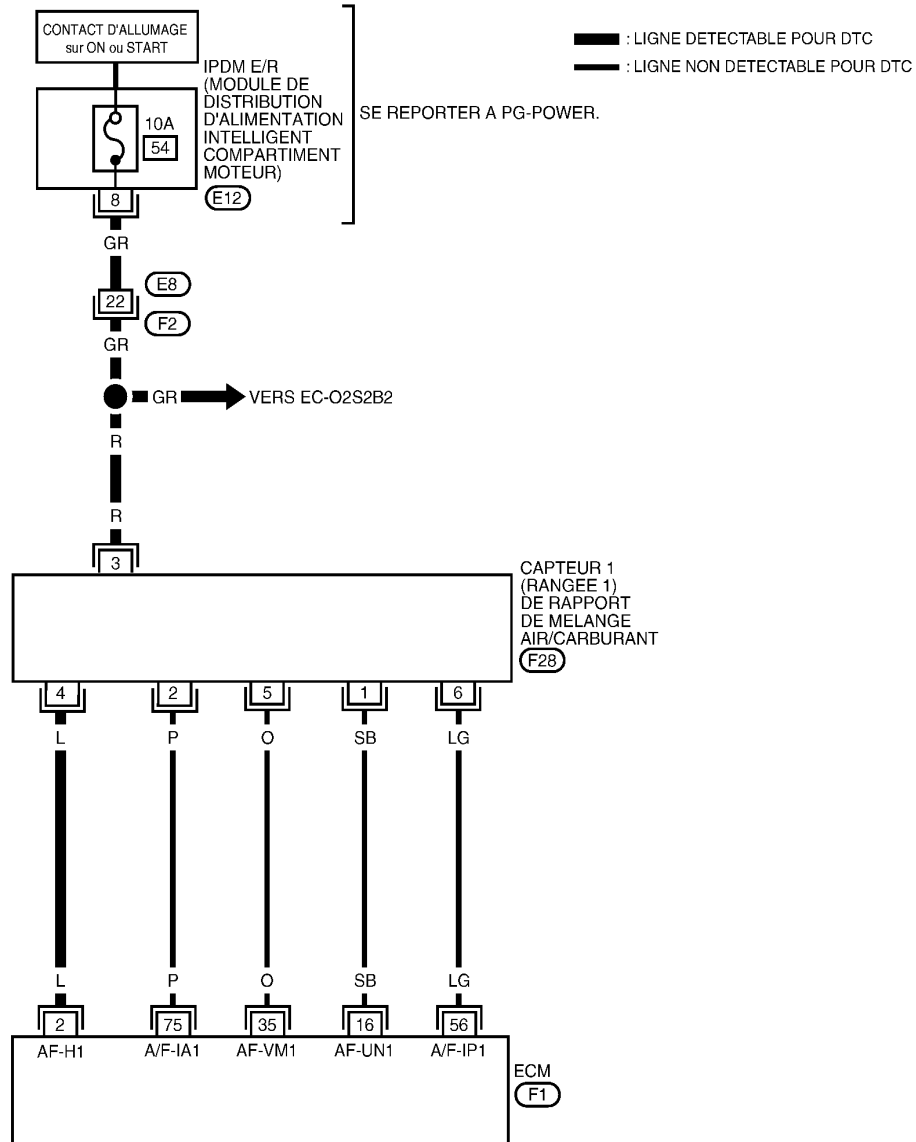 CONTACT D'ALLUMAGE
sur ON ou START
: LIGNE DETECTABLE POUR DTC
: LIGNE NON DETECTABLE POUR DTC
IPDM E/R
(MODULE DE
DISTRIBUTION
D'ALIMENTATION
INTELLIGENT
COMPARTIMENT
MOTEUR)
E12
SE REPORTER A PG-POWER.
10A
54
8
GR
E8
22
F2
GR
GR
VERS EC-O2S2B2
R
R
3
CAPTEUR 1
(RANGEE 1)
DE RAPPORT
DE MELANGE
AIR/CARBURANT
F28
4 2 5 1 6
L P O SB LG
L P O SB LG
2 75 35 16 56
AF-H1 A/F-IA1 AF-VM1 AF-UN1 A/F-IP1
ECM
F1